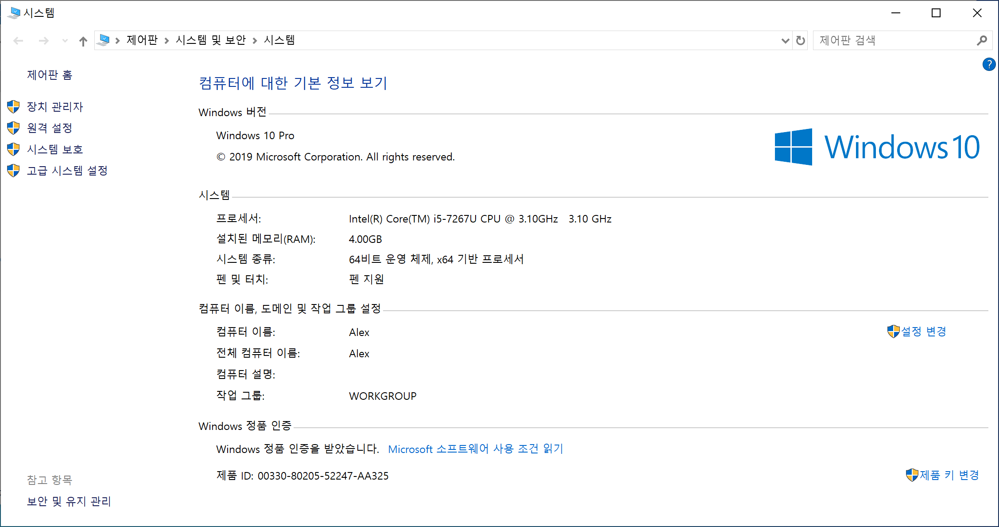 시스템
제어판 시스템 및 보안 시스템
제어판 검색
?
제어판 홈
장치 관리자
원격 설정
시스템 보호
고급 시스템 설정
컴퓨터에 대한 기본 정보 보기
Windows 버전
Windows 10 Pro
© 2019 Microsoft Corporation. All rights reserved.
Windows 10
시스템
프로세서: Intel(R) Core(TM) i5-7267U CPU @ 3.10GHz 3.10 GHz
설치된 메모리(RAM): 4.00GB
시스템 종류: 64비트 운영 체제, x64 기반 프로세서
펜 및 터치: 펜 지원
컴퓨터 이름, 도메인 및 작업 그룹 설정
컴퓨터 이름: Alex 설정 변경
전체 컴퓨터 이름: Alex
컴퓨터 설명:
작업 그룹: WORKGROUP
Windows 정품 인증
Windows 정품 인증을 받았습니다. Microsoft 소프트웨어 사용 조건 읽기
제품 ID: 00330-80205-52247-AA325 제품 키 변경
참고 항목
보안 및 유지 관리